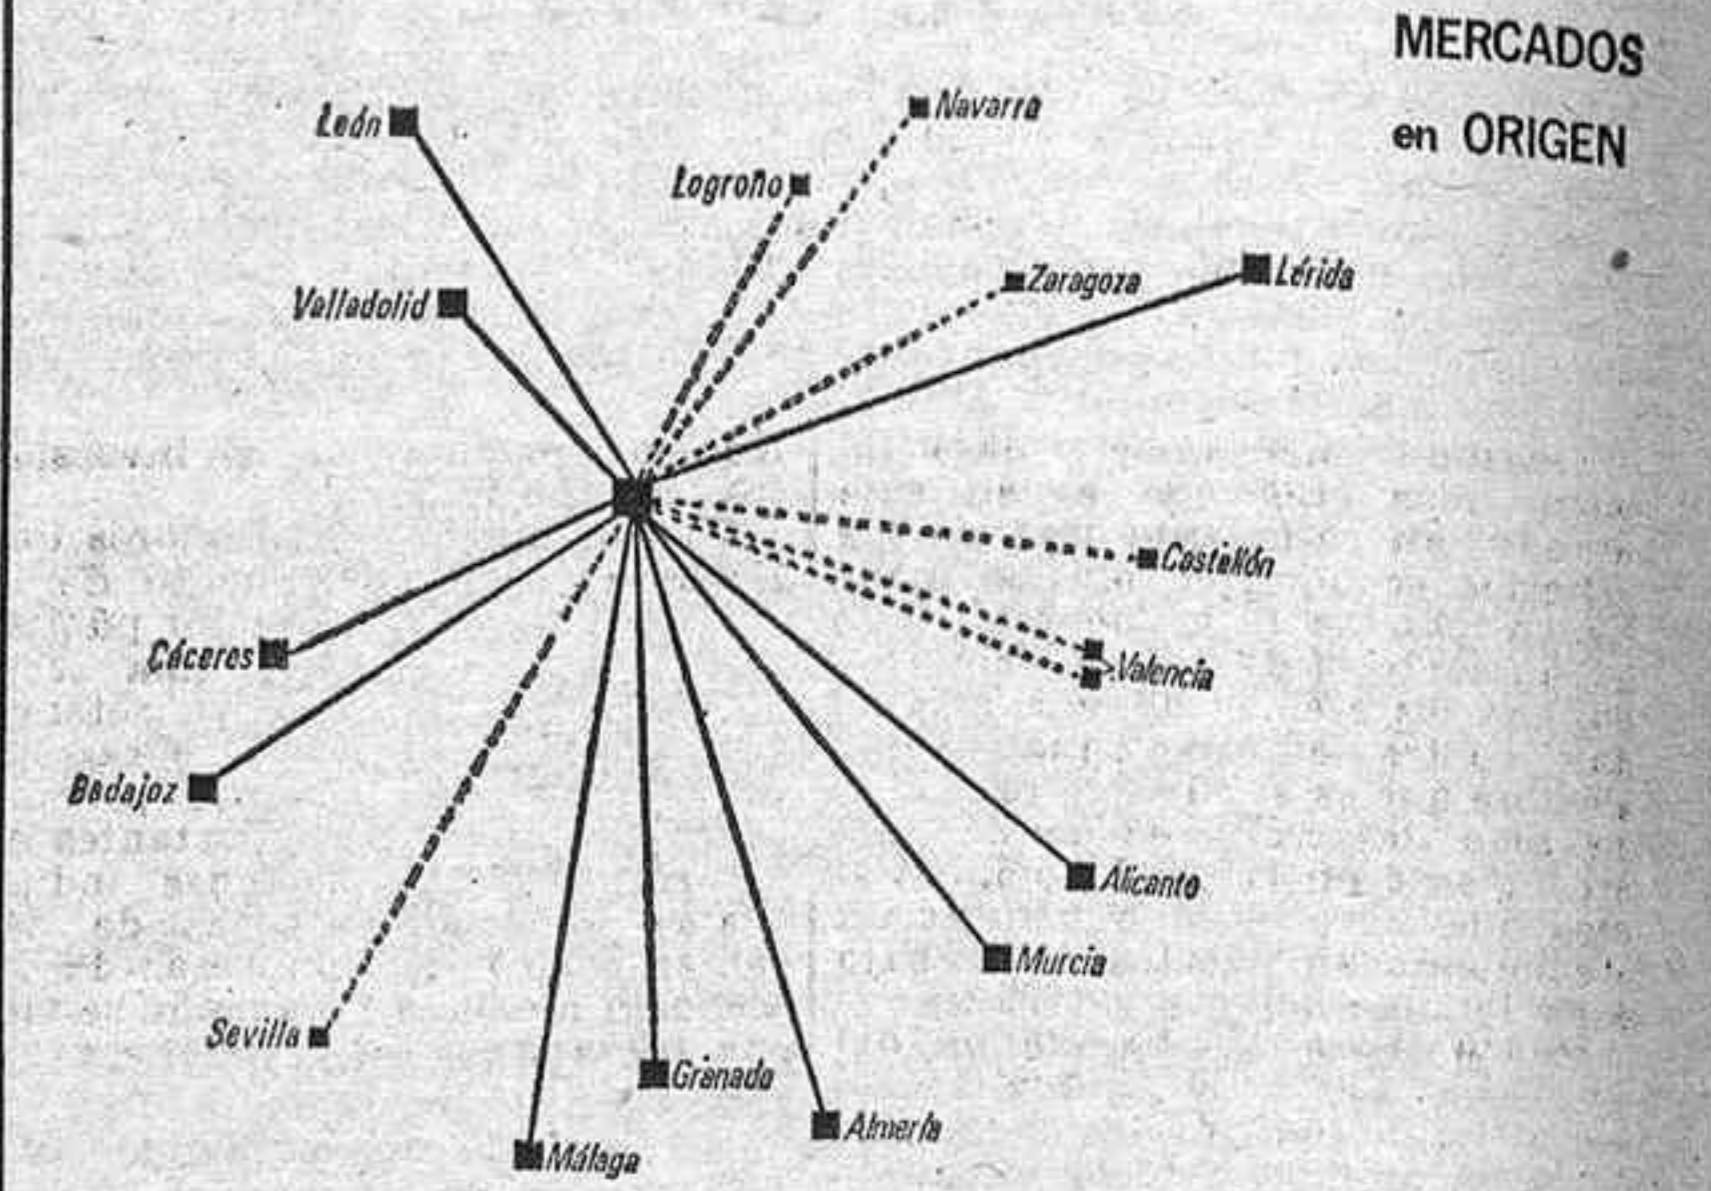 MERCADOS
en ORIGEN
León
Navarra
Logroño
Zaragoza
Lérida
Valladolid
Castellón
Valencia
Cáceres
Badajoz
Alicante
Murcia
Sevilla
Granada
Almería
Málaga